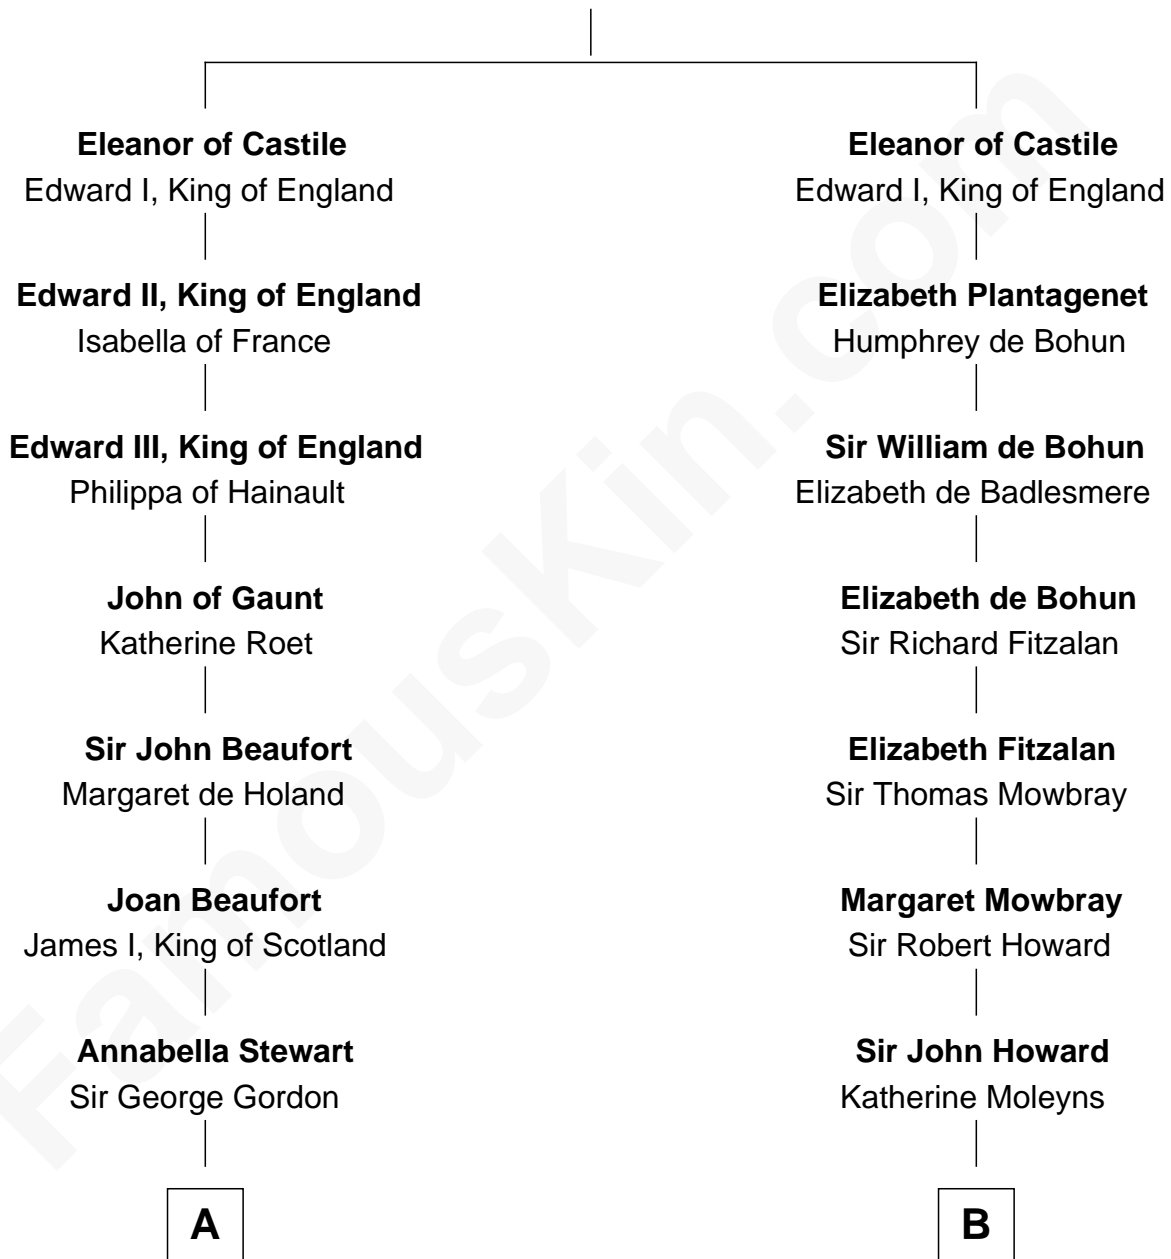 Eleanor of Castile
Edward I, King of England
Edward II, King of England
Isabella of France
Edward III, King of England
Philippa of Hainault
John of Gaunt
Katherine Roet
Sir John Beaufort
Margaret de Holand
Joan Beaufort
James I, King of Scotland
Annabella Stewart
Sir George Gordon
A
Eleanor of Castile
Edward I, King of England
Elizabeth Plantagenet
Humphrey de Bohun
Sir William de Bohun
Elizabeth de Badlesmere
Elizabeth de Bohun
Sir Richard Fitzalan
Elizabeth Fitzalan
Sir Thomas Mowbray
Margaret Mowbray
Sir Robert Howard
Sir John Howard
Katherine Moleyns
B
FamousKin.com